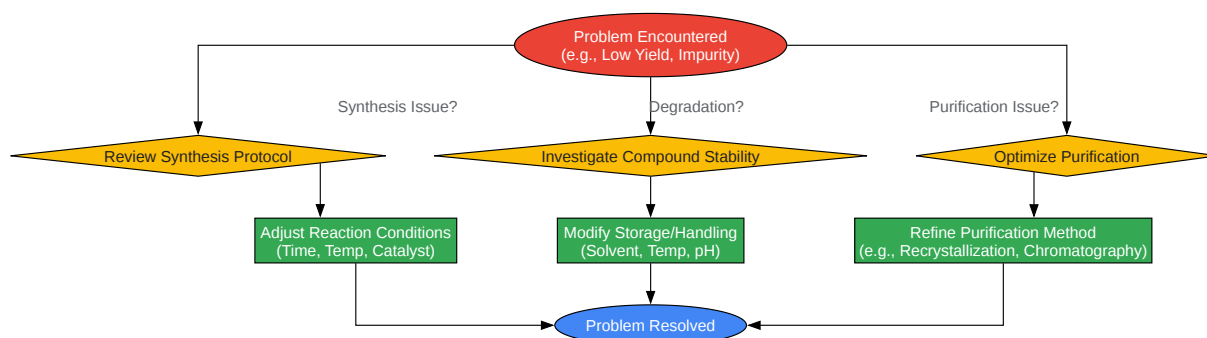 Problem Encountered
(e.g., Low Yield, Impurity)
Synthesis Issue?
Degradation?
Purification Issue?
Review Synthesis Protocol
Investigate Compound Stability
Optimize Purification
Adjust Reaction Conditions
(Time, Temp, Catalyst)
Modify Storage/Handling
(Solvent, Temp, pH)
Refine Purification Method
(e.g., Recrystallization, Chromatography)
Problem Resolved